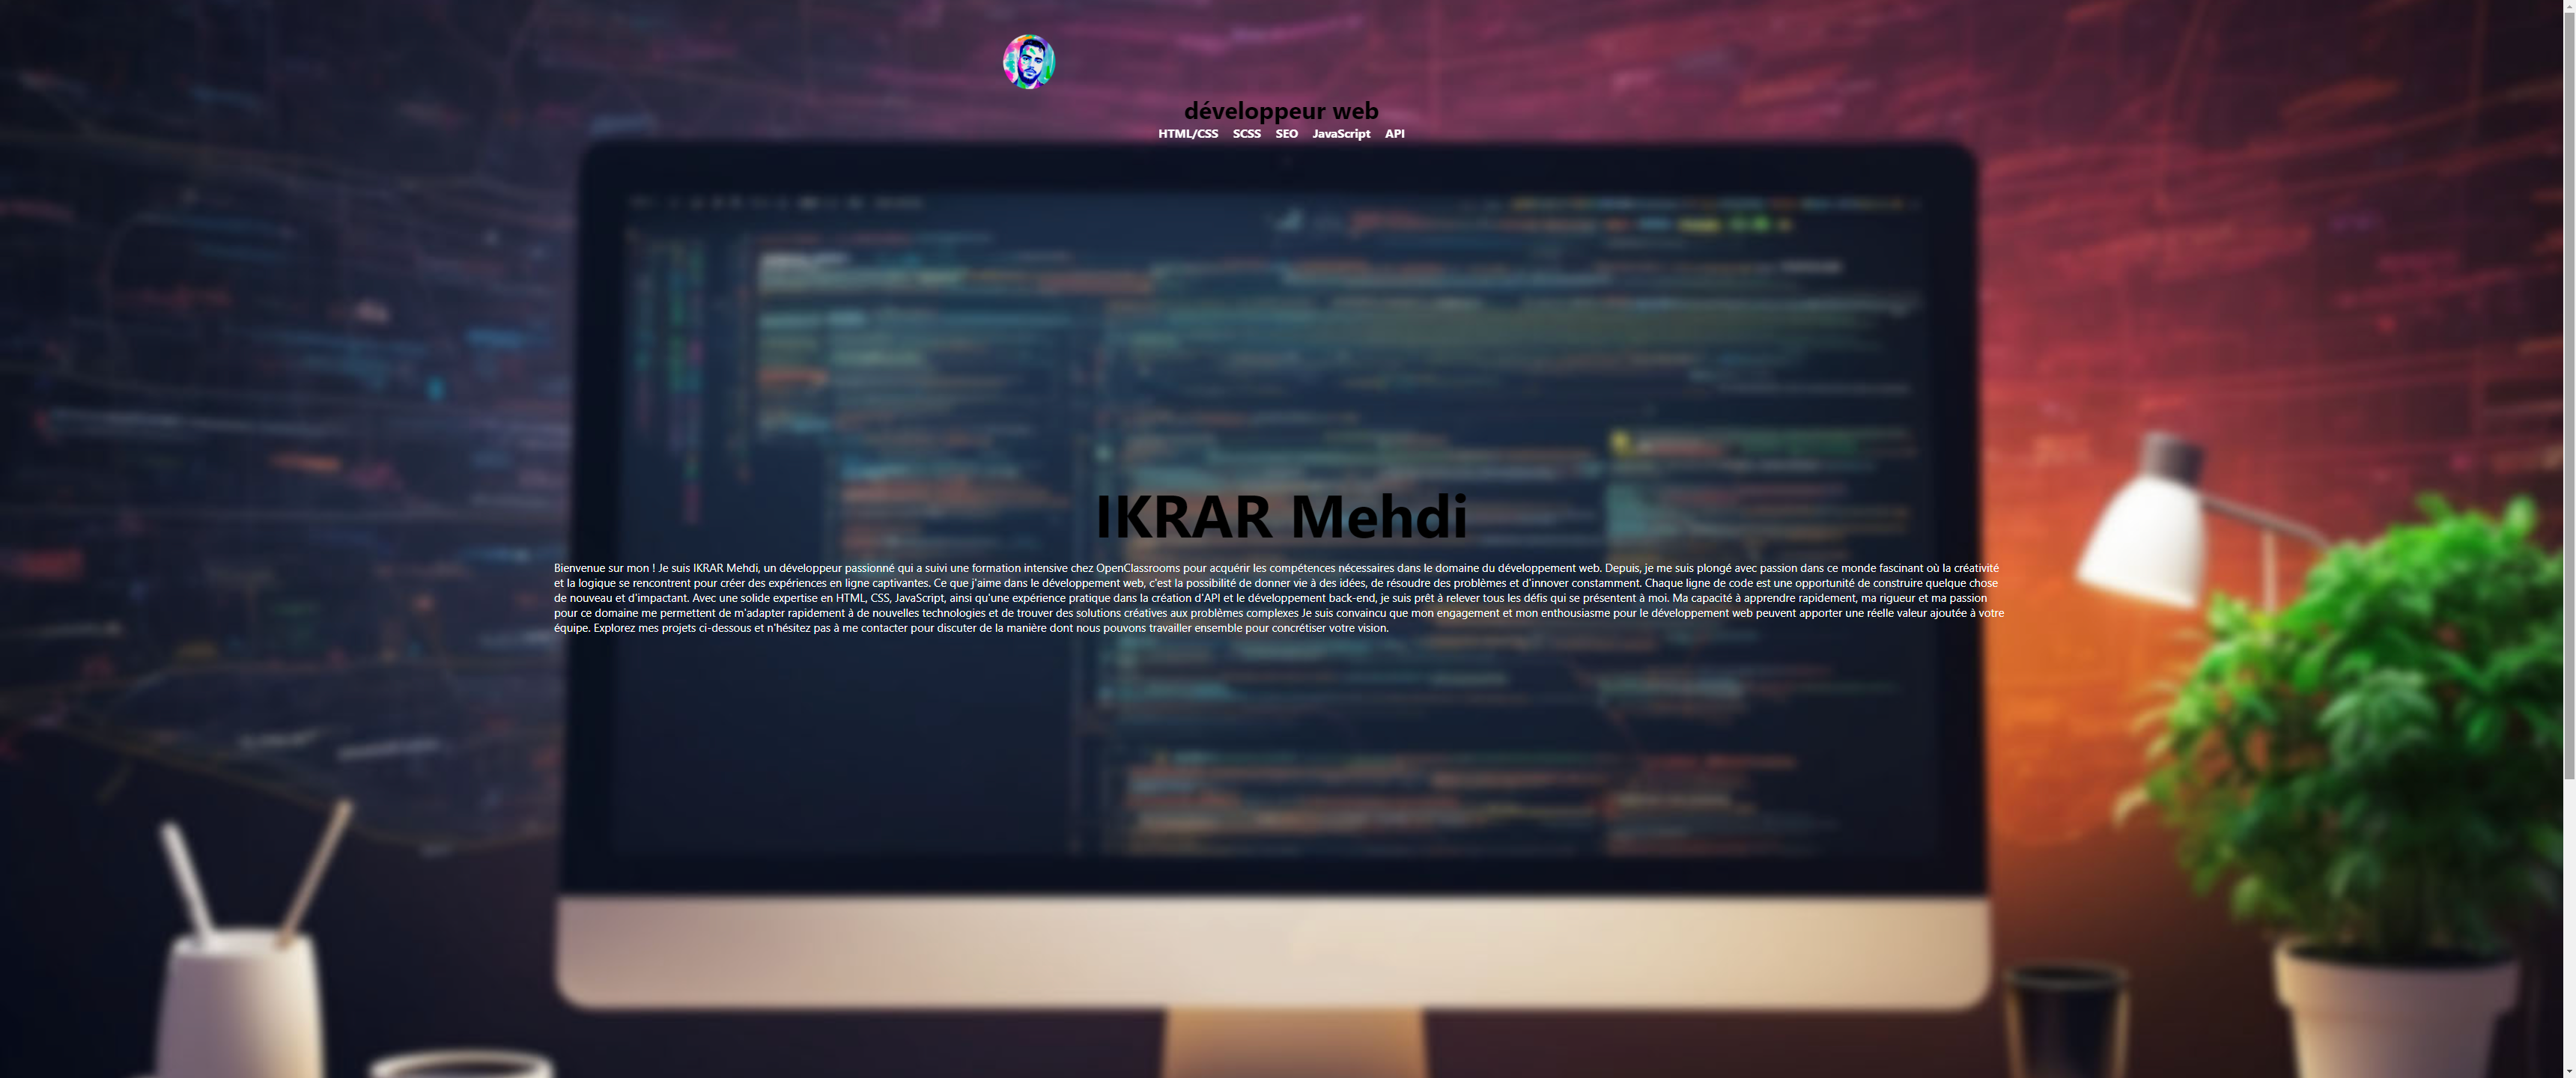 développeur web
HTML/CSS SCSS SEO JavaScript API
IKRAR Mehdi
Bienvenue sur mon ! Je suis IKRAR Mehdi, un développeur passionné qui a suivi une formation intensive chez OpenClassrooms pour acquérir les compétences nécessaires dans le domaine du développement web. Depuis, je me suis plongé avec passion dans ce monde fascinant où la créativité
et la logique se rencontrent pour créer des expériences en ligne captivantes. Ce que j'aime dans le développement web, c'est la possibilité de donner vie à des idées, de résoudre des problèmes et d'innover constamment. Chaque ligne de code est une opportunité de construire quelque chose
de nouveau et d'impactant. Avec une solide expertise en HTML, CSS, JavaScript, ainsi qu'une expérience pratique dans la création d'API et le développement back-end, je suis prêt à relever tous les défis qui se présentent à moi. Ma capacité à apprendre rapidement, ma rigueur et ma passion
pour ce domaine me permettent de m'adapter rapidement à de nouvelles technologies et de trouver des solutions créatives aux problèmes complexes Je suis convaincu que mon engagement et mon enthousiasme pour le développement web peuvent apporter une réelle valeur ajoutée à votre
équipe. Explorez mes projets ci-dessous et n'hésitez pas à me contacter pour discuter de la manière dont nous pouvons travailler ensemble pour concrétiser votre vision.